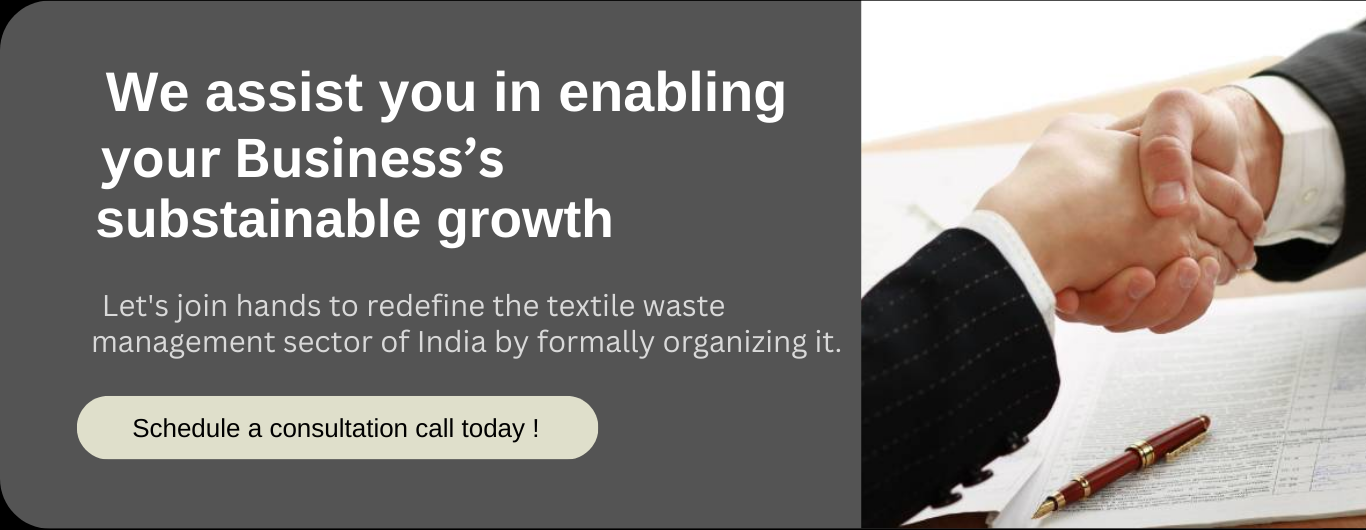 We assist you in enabling
your Business’s
substainable growth
Let's join hands to redefine the textile waste
management sector of India by formally organizing it.
Schedule a consultation call today !